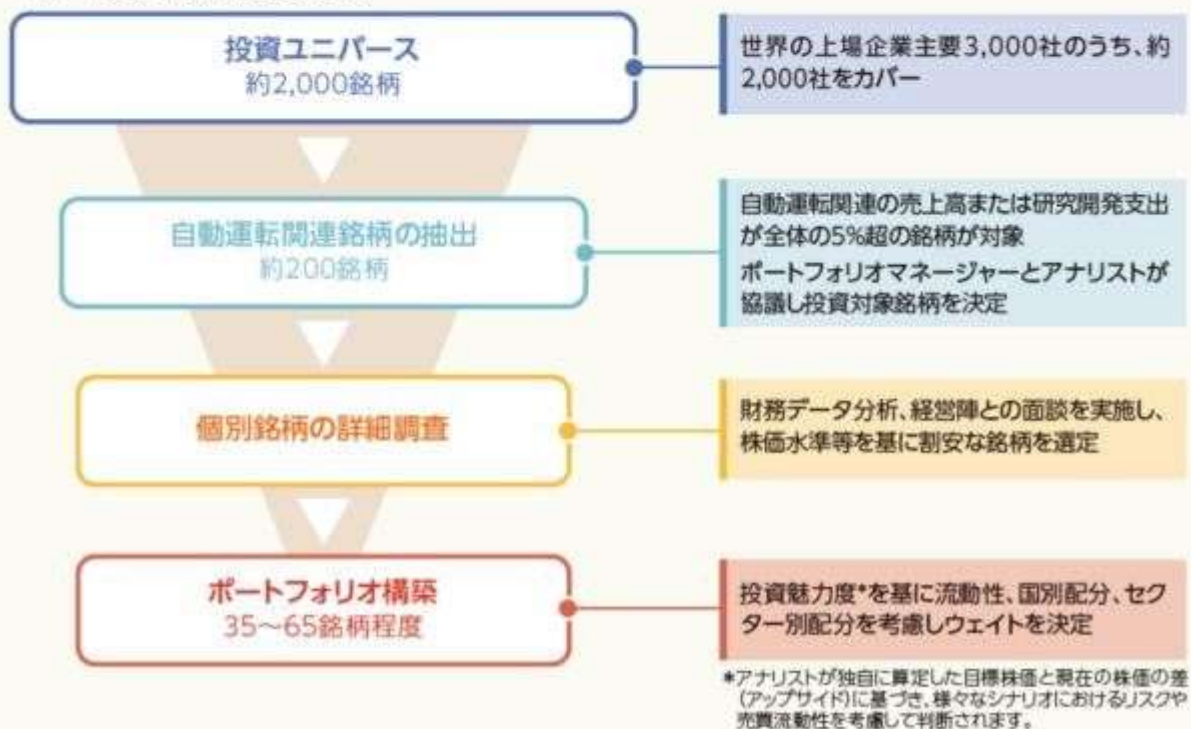 投資ユニバース
約2,000銘柄
世界の上場企業主要3,000社のうち、約
2,000社をカバー
自動運転関連銘柄の抽出
約200銘柄
自動運転関連の売上高または研究開発支出
が全体の5%超の銘柄が対象
ポートフォリオマネージャーとアナリストが
協議し投資対象銘柄を決定
個別銘柄の詳細調査
財務データ分析、経営陣との面談を実施し、
株価水準等を基に割安な銘柄を選定
ポートフォリオ構築
35～65銘柄程度
投資魅力度*を基に流動性、国別配分、セク
ター別配分を考慮しウェイトを決定
*アナリストが独自に算定した目標株価と現在の株価の差
(アップサイド)に基づき、様々なシナリオにおけるリスクや
売買流動性を考慮して判断されます。